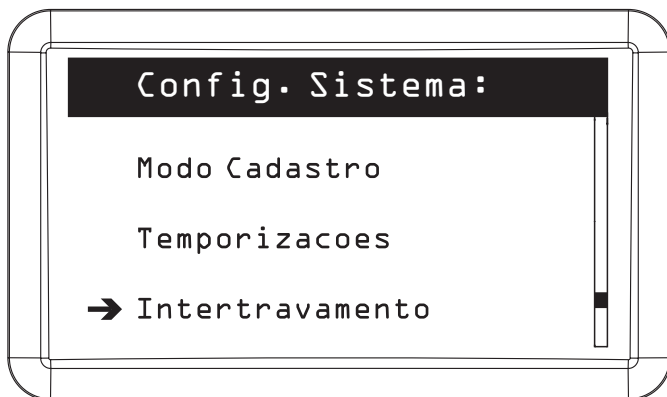 Config. Sistema:
Modo Cadastro
Temporizacoes
➔ Intertravamento